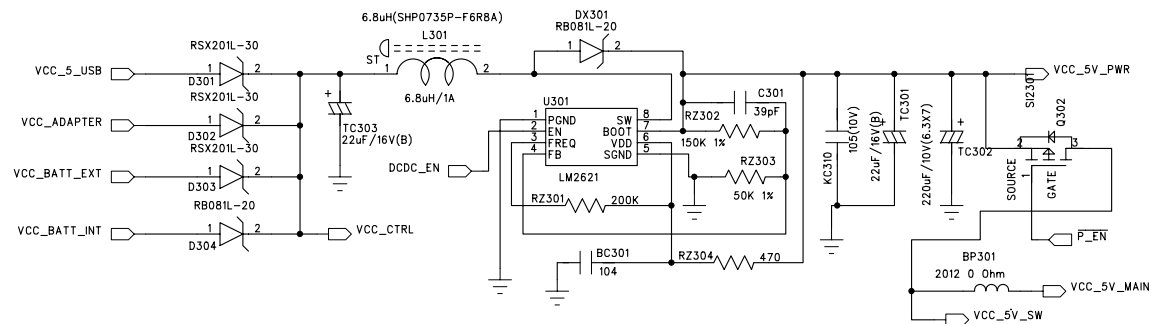 6.8uH(SHP0735P-F6R8A)
L301
ST
1 2
6.8uH/1A
DX301
RB081L-20
1 2
RSX201L-30
VCC_5_USB
1 2
D301
RSX201L-30
VCC_ADAPTER
1 2
D302
RSX201L-30
VCC_BATT_EXT
1 2
D303
RB081L-20
VCC_BATT_INT
1 2
D304
VCC_CTRL
+
TC303
22uF/16V(B)
DCDC_EN
U301
1 PGND SW 8
2 EN BOOT 7
3 FREQ VDD 6
4 FB SGND 5
LM2621
RZ301
200K
BC301
104
RZ304
470
C301
39pF
RZ302
150K 1%
RZ303
50K 1%
KC310
105(10V)
22uF/16V(B)
+
TC301
220uF/10V(6.3X7)
+
TC302
VCC_5V_PWR
SI2301
Q302
2 3
1
SOURCE
GATE
P_EN
BP301
2012 0 Ohm
VCC_5V_MAIN
VCC_5V_SW